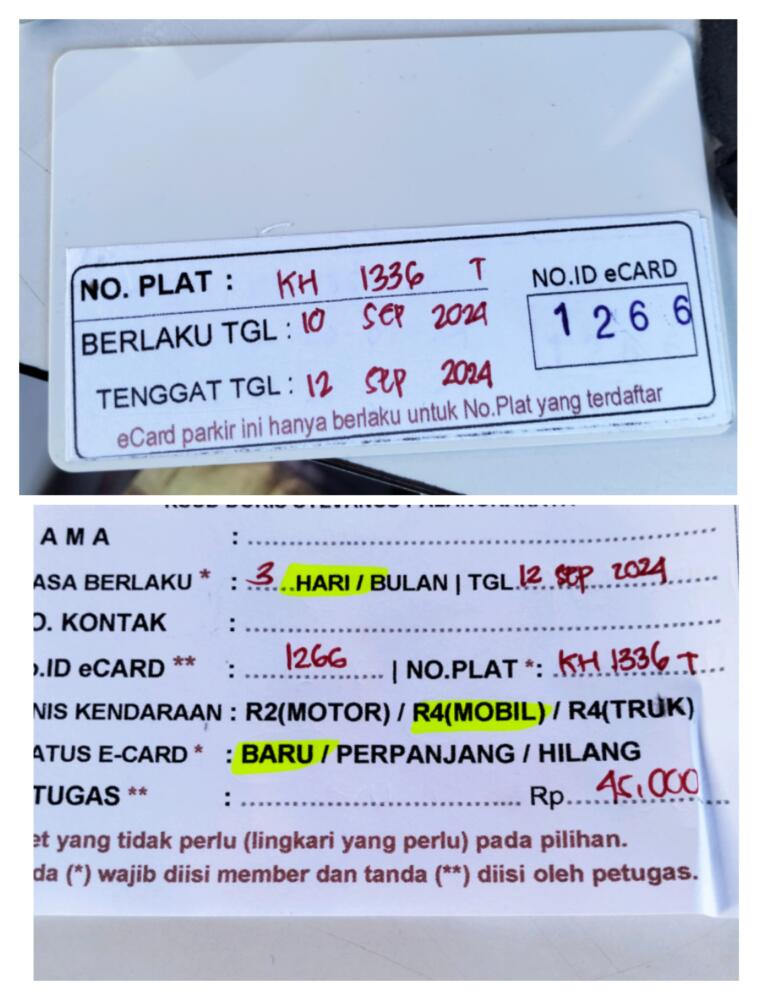 NO. PLAT : KH 1336 T
NO.ID eCARD
BERLAKU TGL : 10 SEP 2024
1266
TENGGAT TGL : 12 SEP 2024
eCard parkir ini hanya berlaku untuk No.Plat yang terdaftar
AMA : ....................
ASA BERLAKU * : 3 HARI / BULAN | TGL 12 SEP 2024
O. KONTAK : ....................
.ID eCARD ** : 1266 | NO.PLAT *: KH 1336 T
NIS KENDARAAN : R2(MOTOR) / R4(MOBIL) / R4(TRUK)
ATUS E-CARD * : BARU / PERPANJANG / HILANG
TUGAS ** : .................... Rp. 45.000
et yang tidak perlu (lingkari yang perlu) pada pilihan.
da (*) wajib diisi member dan tanda (**) diisi oleh petugas.